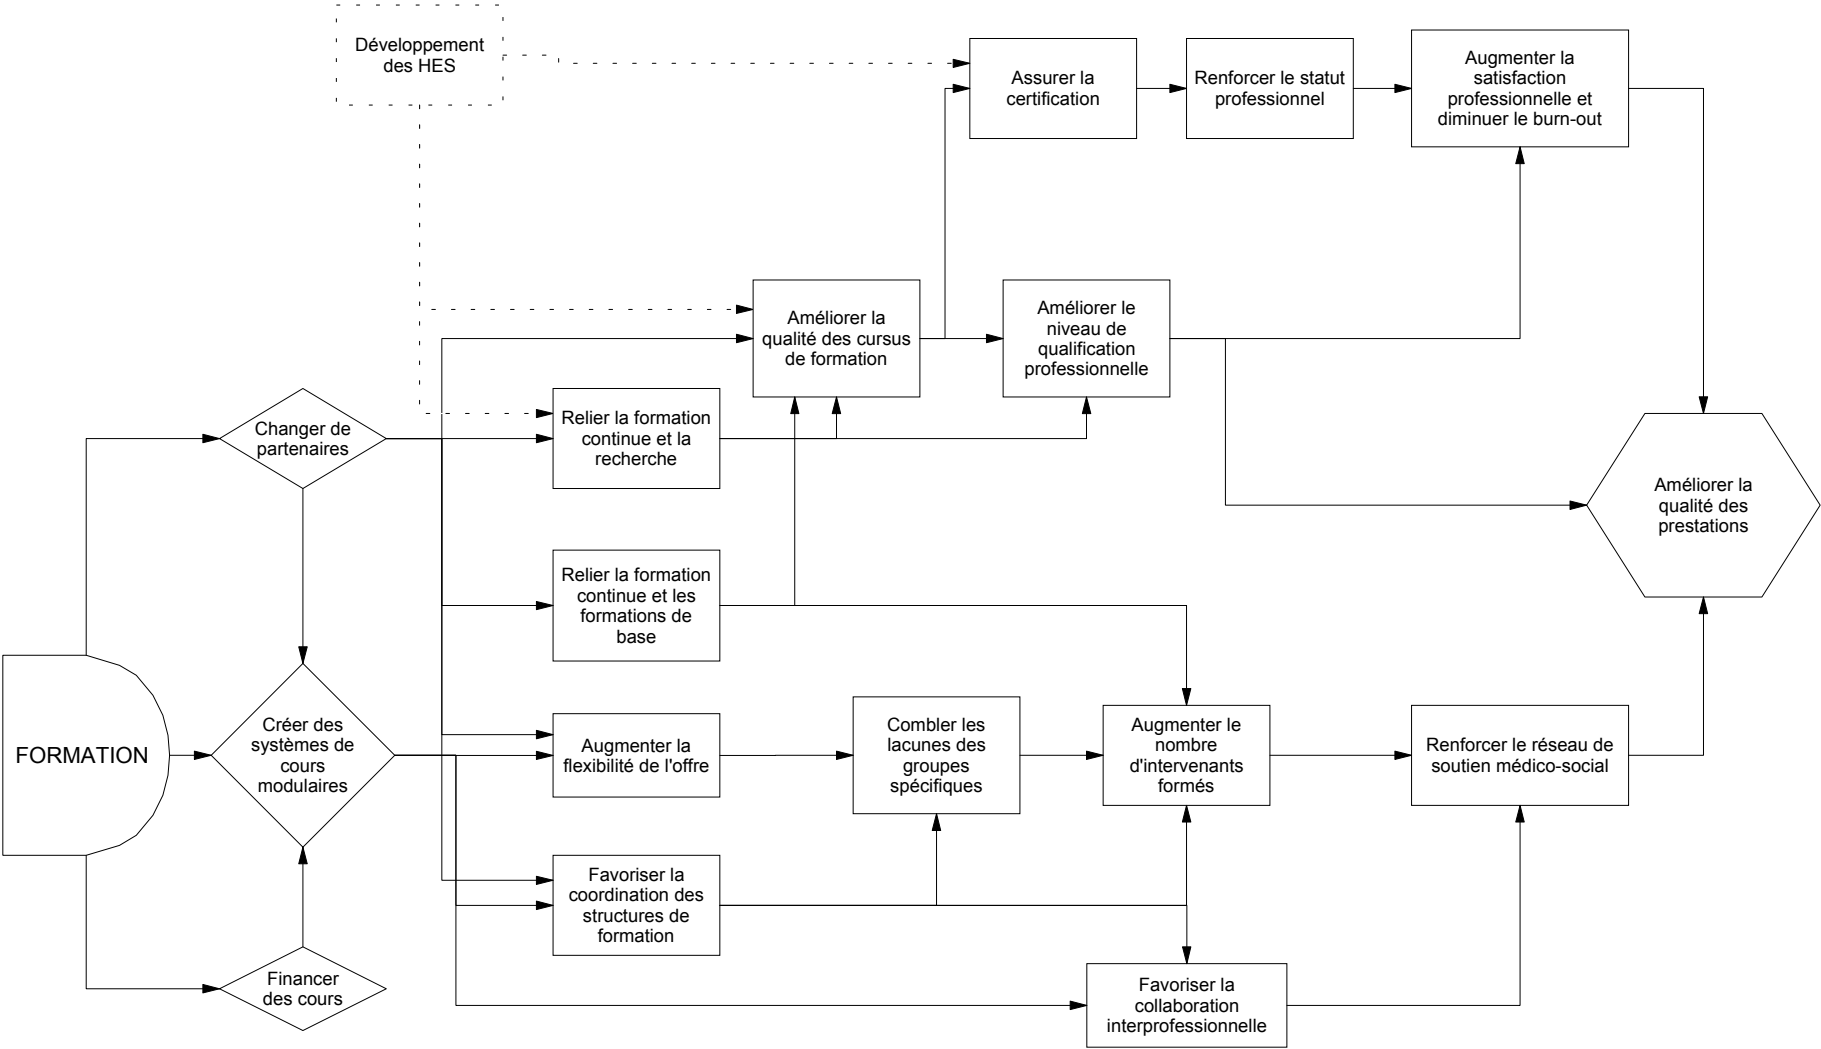 Développement
des HES
Assurer la
certification
Renforcer le statut
professionnel
Augmenter la
satisfaction
professionnelle et
diminuer le burn-out
Améliorer la
qualité des cursus
de formation
Améliorer le
niveau de
qualification
professionnelle
Changer de
partenaires
Relier la formation
continue et la
recherche
Améliorer la
qualité des
prestations
Relier la formation
continue et les
formations de
base
FORMATION
Créer des
systèmes de
cours
modulaires
Augmenter la
flexibilité de l'offre
Combler les
lacunes des
groupes
spécifiques
Augmenter le
nombre
d'intervenants
formés
Renforcer le réseau de
soutien médico-social
Favoriser la
coordination des
structures de
formation
Financer
des cours
Favoriser la
collaboration
interprofessionnelle